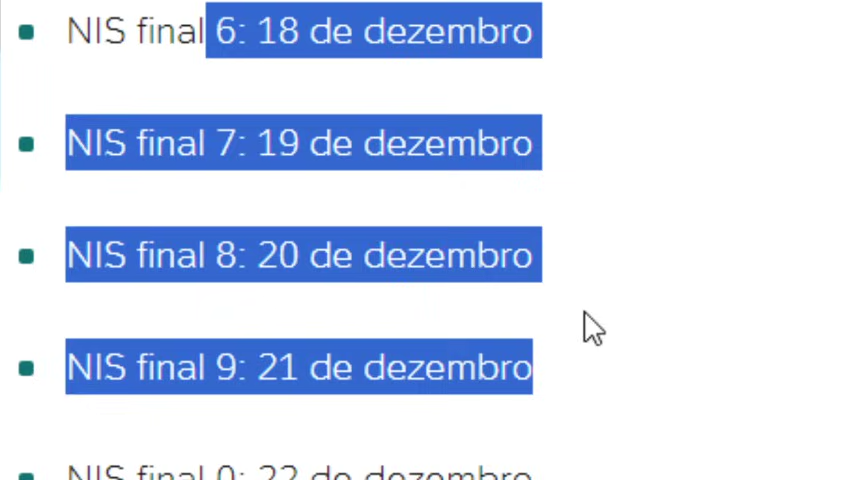 NIS final 6: 18 de dezembro
NIS final 7: 19 de dezembro
NIS final 8: 20 de dezembro
NIS final 9: 21 de dezembro
NIS final 0: 22 de dezembro